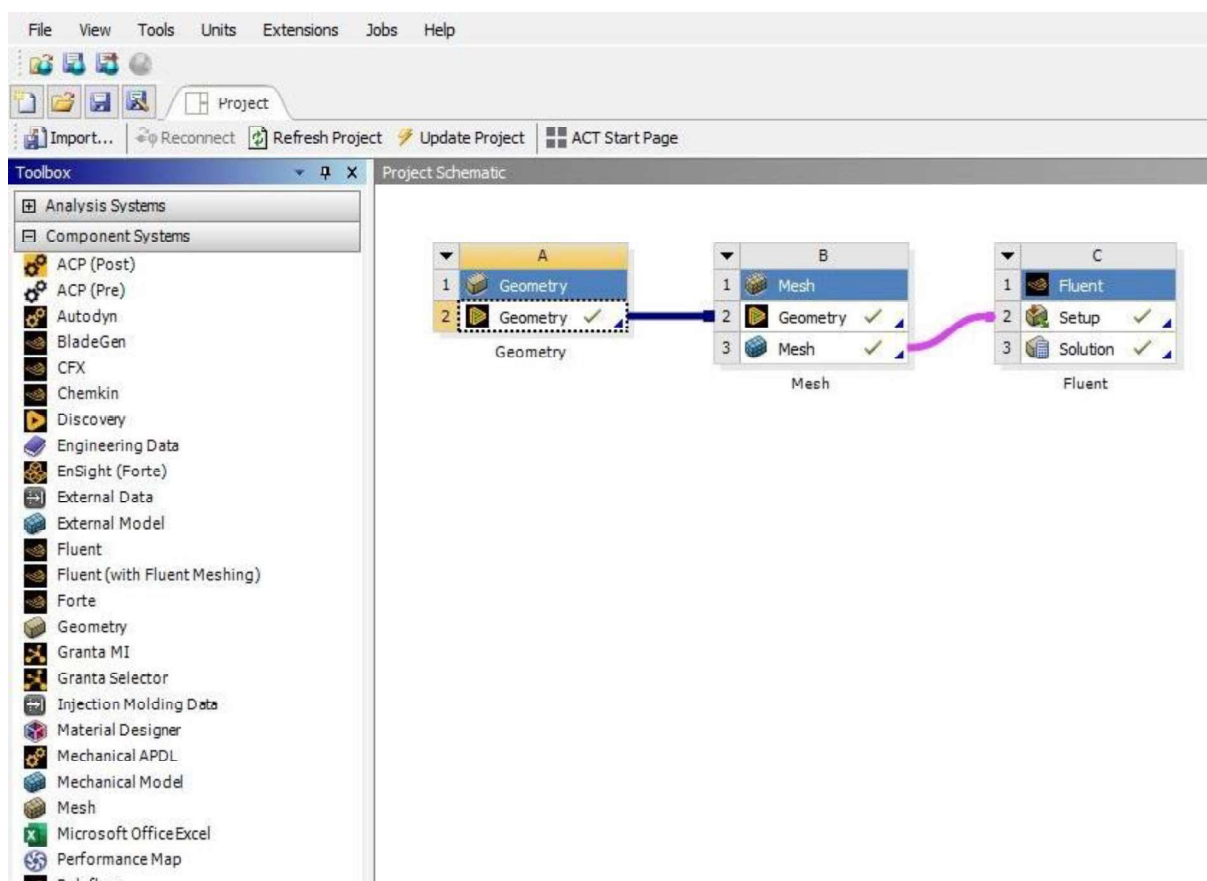 File View Tools Units Extensions Jobs Help
Project
Import... Reconnect Refresh Project Update Project ACT Start Page
Toolbox
Project Schematic
Analysis Systems
Component Systems
ACP (Post)
ACP (Pre)
Autodyn
BladeGen
CFX
Chemkin
Discovery
Engineering Data
EnSight (Forte)
External Data
External Model
Fluent
Fluent (with Fluent Meshing)
Forte
Geometry
Granta MI
Granta Selector
Injection Molding Data
Material Designer
Mechanical APDL
Mechanical Model
Mesh
Microsoft Office Excel
Performance Map
A
1 Geometry
2 Geometry
Geometry
B
1 Mesh
2 Geometry
3 Mesh
Mesh
C
1 Fluent
2 Setup
3 Solution
Fluent